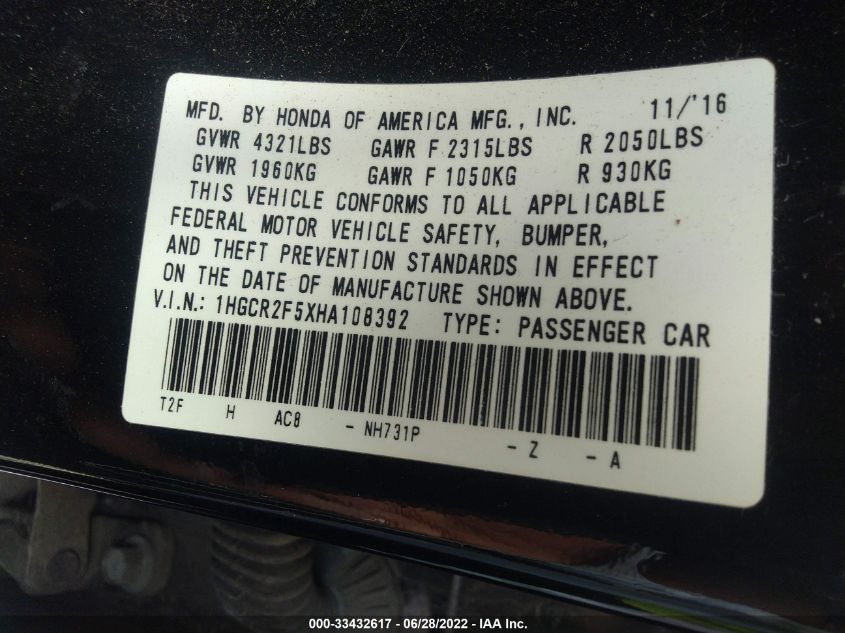 MFD. BY HONDA OF AMERICA MFG., INC. 11/'16
GVWR 4321LBS GAWR F 2315LBS R 2050LBS
GVWR 1960KG GAWR F 1050KG R 930KG
THIS VEHICLE CONFORMS TO ALL APPLICABLE
FEDERAL MOTOR VEHICLE SAFETY, BUMPER,
AND THEFT PREVENTION STANDARDS IN EFFECT
ON THE DATE OF MANUFACTURE SHOWN ABOVE.
V.I.N.: 1HGCR2F5XHA108392 TYPE: PASSENGER CAR
T2F H AC8 - NH731P - Z - A
000-33432617 - 06/28/2022 - IAA Inc.